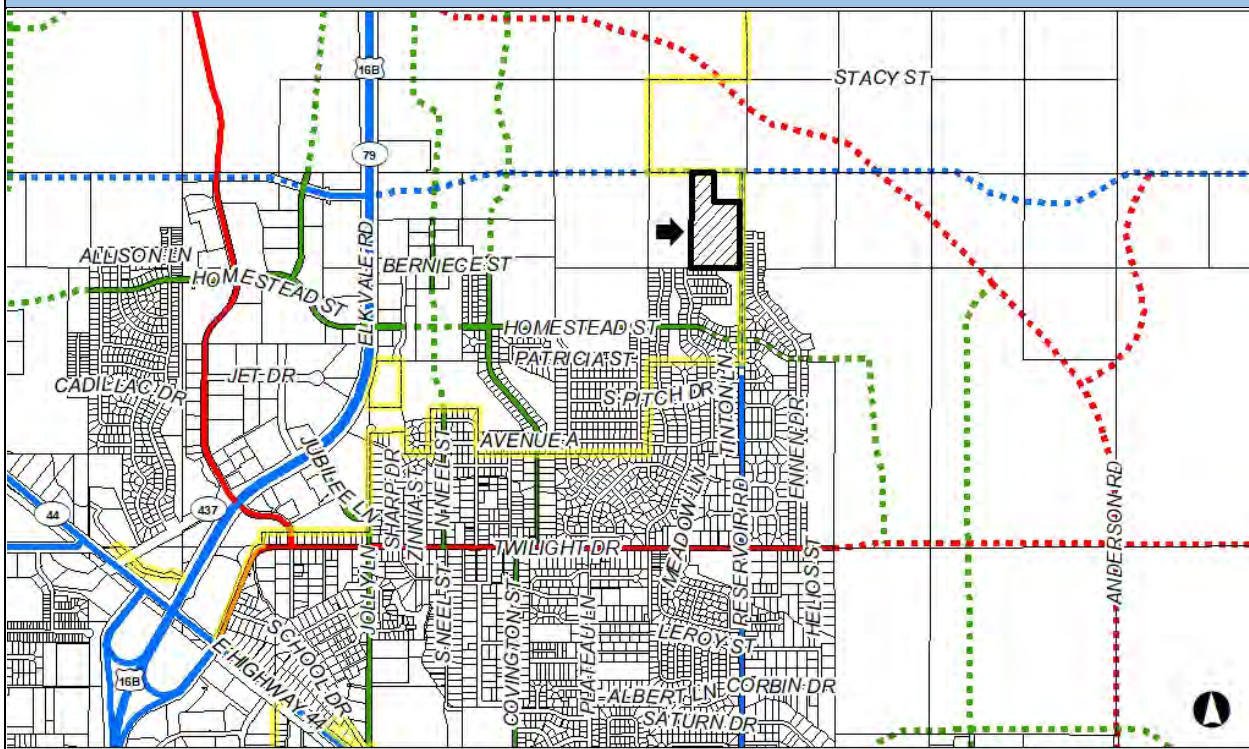 16B
STACY ST
79
ELK VALE RD
ALLISON LN
HOMESTEAD ST
BERNIECE ST
HOMESTEAD ST
PATRICIA ST
JET DR
CADILLAC DR
S PITCH DR
TINTON LN
ENNEN DR
AVENUE A
JUBILEE LN
SHARP DR
ZINNIA ST
N NEEL S
MEADOW LN
RESERVOIR RD
44
437
TWILIGHT DR
JOLLY LN
S NEEL ST
COVINGTON ST
PLATEAU LN
HELIOS ST
ANDERSON RD
SCHOOL DR
E HIGHWAY 44
LEROY ST
16B
ALBERT LN
CORBIN DR
SATURN DR